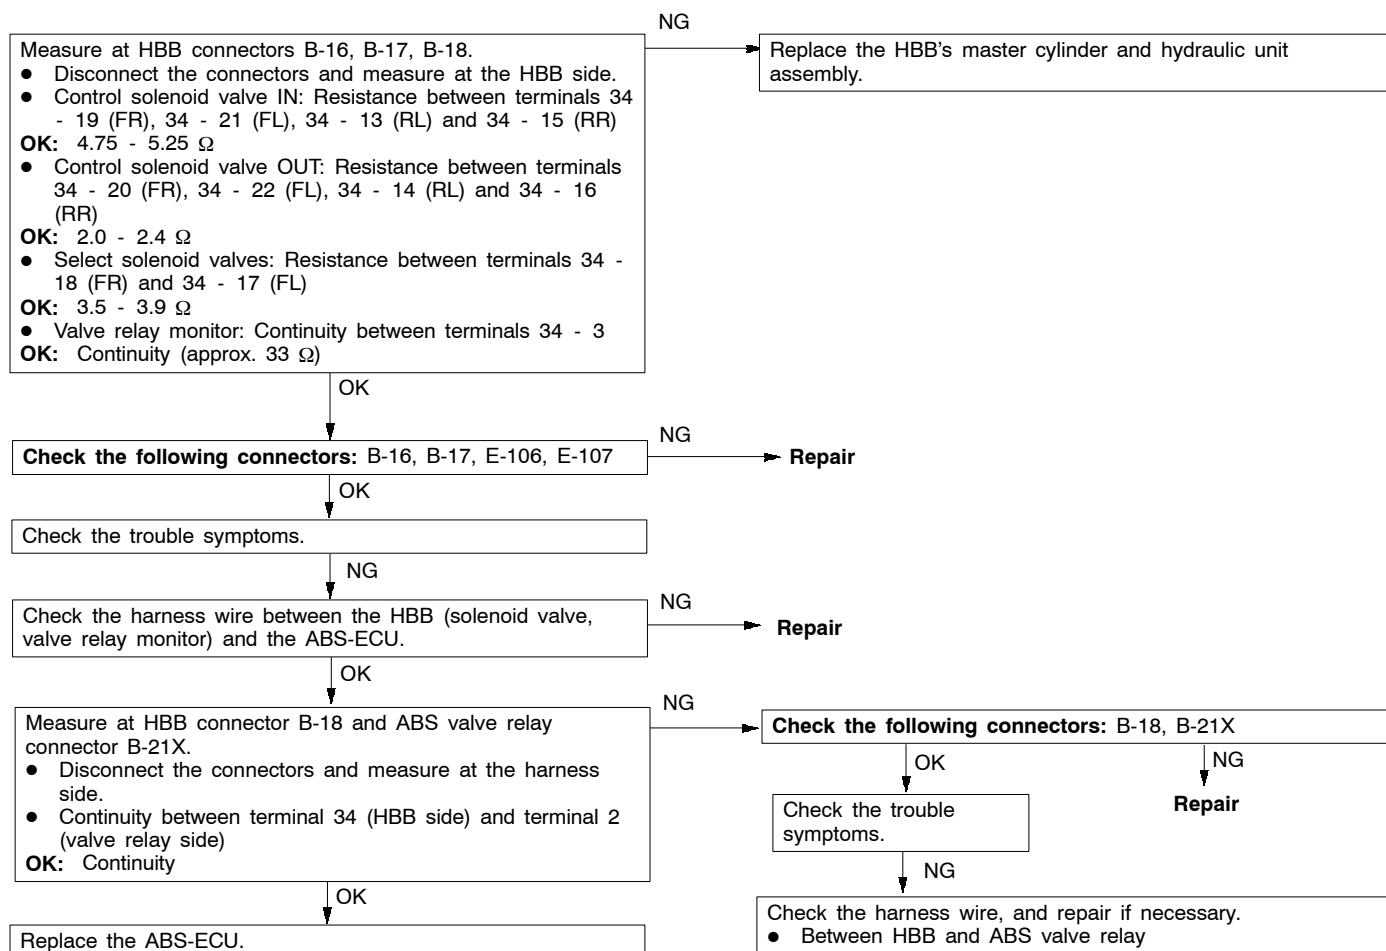 NG
Measure at HBB connectors B-16, B-17, B-18.
● Disconnect the connectors and measure at the HBB side.
● Control solenoid valve IN: Resistance between terminals 34
- 19 (FR), 34 - 21 (FL), 34 - 13 (RL) and 34 - 15 (RR)
OK: 4.75 - 5.25 Ω
● Control solenoid valve OUT: Resistance between terminals
34 - 20 (FR), 34 - 22 (FL), 34 - 14 (RL) and 34 - 16
(RR)
OK: 2.0 - 2.4 Ω
● Select solenoid valves: Resistance between terminals 34 -
18 (FR) and 34 - 17 (FL)
OK: 3.5 - 3.9 Ω
● Valve relay monitor: Continuity between terminals 34 - 3
OK: Continuity (approx. 33 Ω)
Replace the HBB's master cylinder and hydraulic unit
assembly.
OK
Check the following connectors: B-16, B-17, E-106, E-107
NG
Repair
OK
Check the trouble symptoms.
NG
Check the harness wire between the HBB (solenoid valve,
valve relay monitor) and the ABS-ECU.
NG
Repair
OK
Measure at HBB connector B-18 and ABS valve relay
connector B-21X.
● Disconnect the connectors and measure at the harness
side.
● Continuity between terminal 34 (HBB side) and terminal 2
(valve relay side)
OK: Continuity
NG
Check the following connectors: B-18, B-21X
OK
NG
Check the trouble
symptoms.
Repair
NG
OK
Replace the ABS-ECU.
Check the harness wire, and repair if necessary.
● Between HBB and ABS valve relay